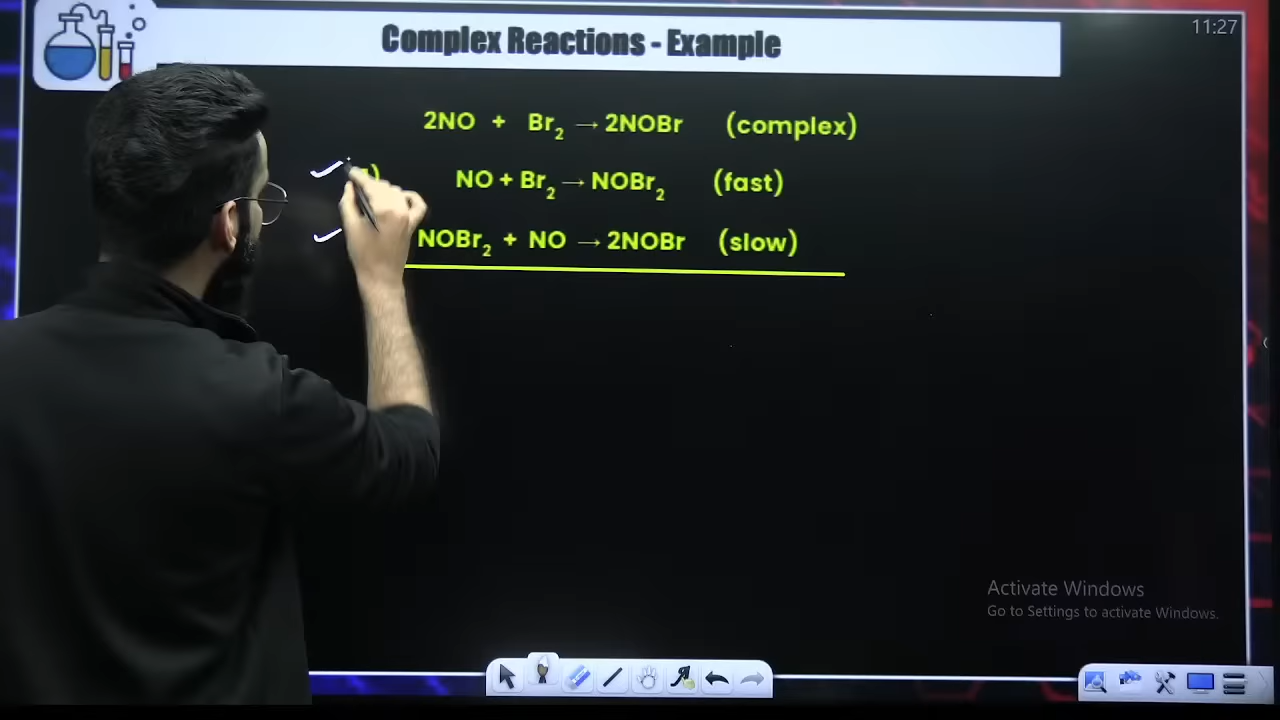 11:27
Complex Reactions - Example
2NO + Br₂ → 2NOBr (complex)
NO + Br₂ → NOBr₂ (fast)
NOBr₂ + NO → 2NOBr (slow)
Activate Windows
Go to Settings to activate Windows.